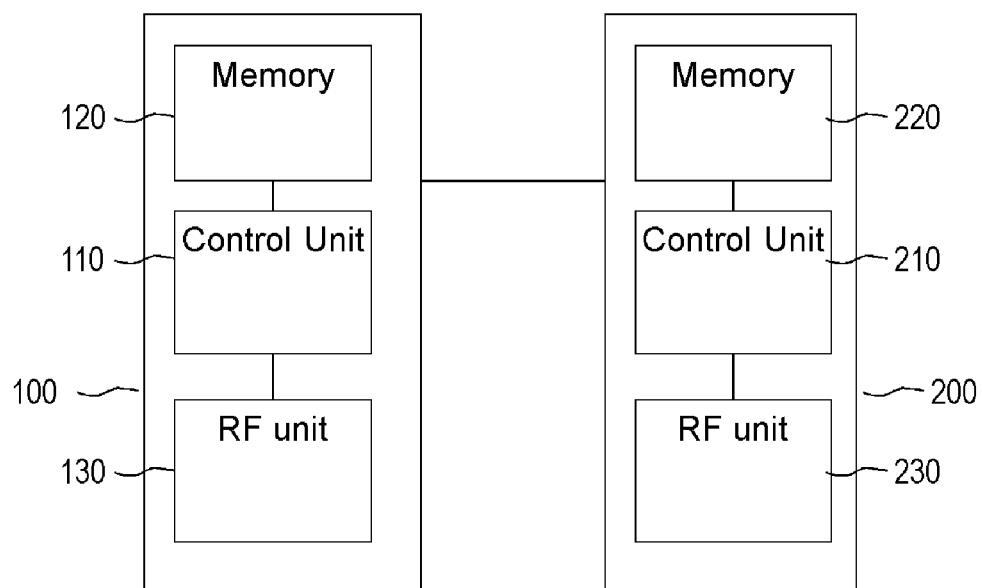 Memory
120
Control Unit
110
100
RF unit
130
Memory
220
Control Unit
210
200
RF unit
230